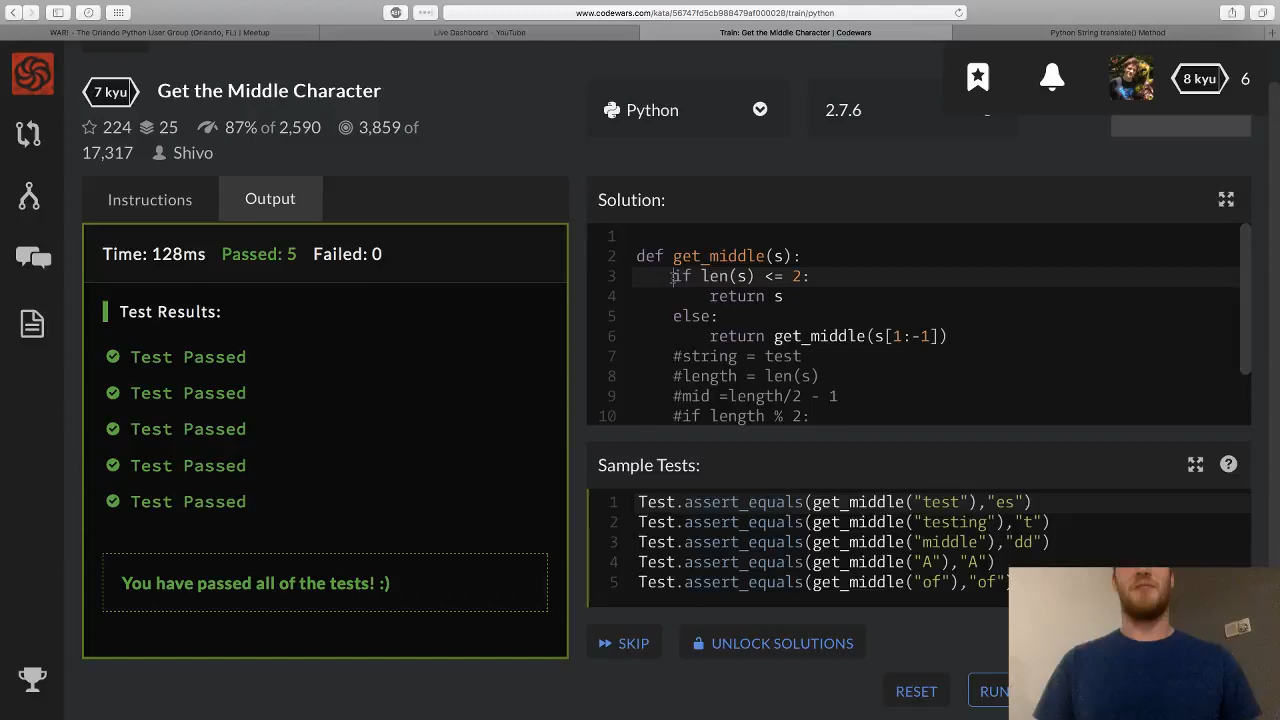 www.codewars.com/kata/56747fd5cb988479af000028/train/python
WAR! - The Orlando Python User Group (Orlando, FL) | Meetup
Live Dashboard - YouTube
Train: Get the Middle Character | Codewars
Python String translate() Method
7 kyu
Get the Middle Character
224 25 87% of 2,590 3,859 of
17,317 Shivo
Python
2.7.6
8 kyu
6
Instructions
Output
Time: 128ms Passed: 5 Failed: 0
Test Results:
Test Passed
Test Passed
Test Passed
Test Passed
Test Passed
You have passed all of the tests! :)
Solution:
1
2 def get_middle(s):
3 if len(s) <= 2:
4 return s
5 else:
6 return get_middle(s[1:-1])
7 #string = test
8 #length = len(s)
9 #mid =length/2 - 1
10 #if length % 2:
Sample Tests:
1 Test.assert_equals(get_middle("test"),"es")
2 Test.assert_equals(get_middle("testing"),"t")
3 Test.assert_equals(get_middle("middle"),"dd")
4 Test.assert_equals(get_middle("A"),"A")
5 Test.assert_equals(get_middle("of"),"of")
SKIP
UNLOCK SOLUTIONS
RESET
RUN